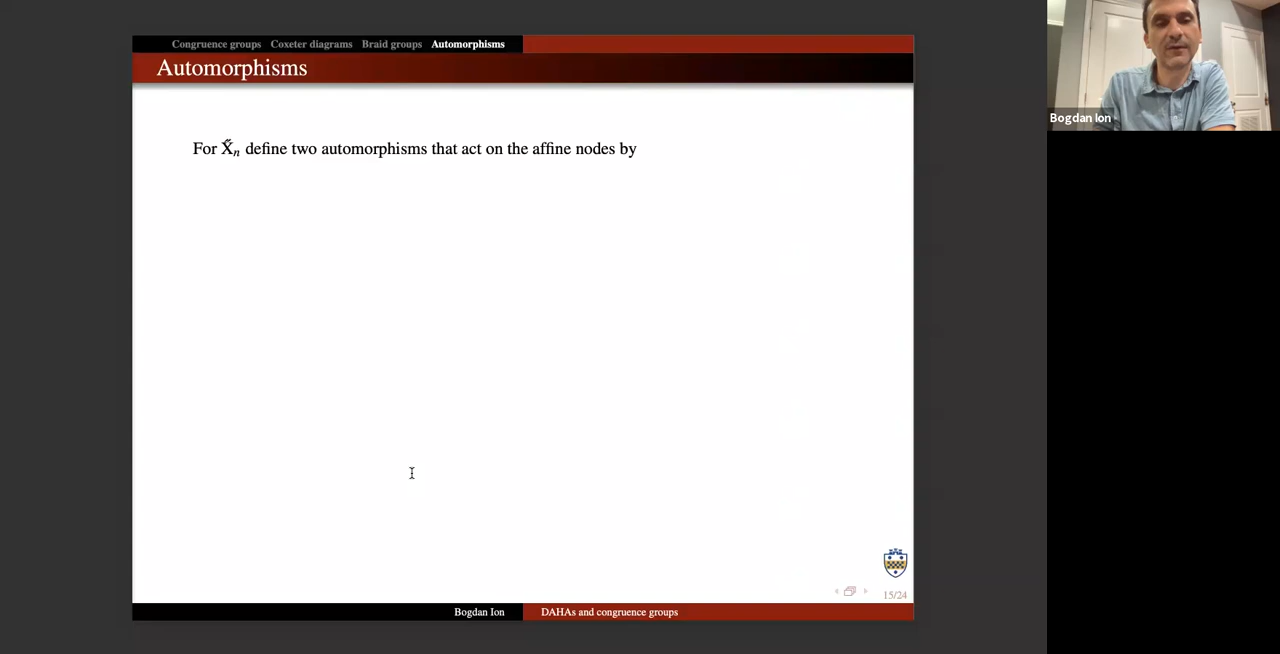 Congruence groups Coxeter diagrams Braid groups Automorphisms
Automorphisms
For Ẍₙ define two automorphisms that act on the affine nodes by
Bogdan Ion
15/24
Bogdan Ion DAHAs and congruence groups